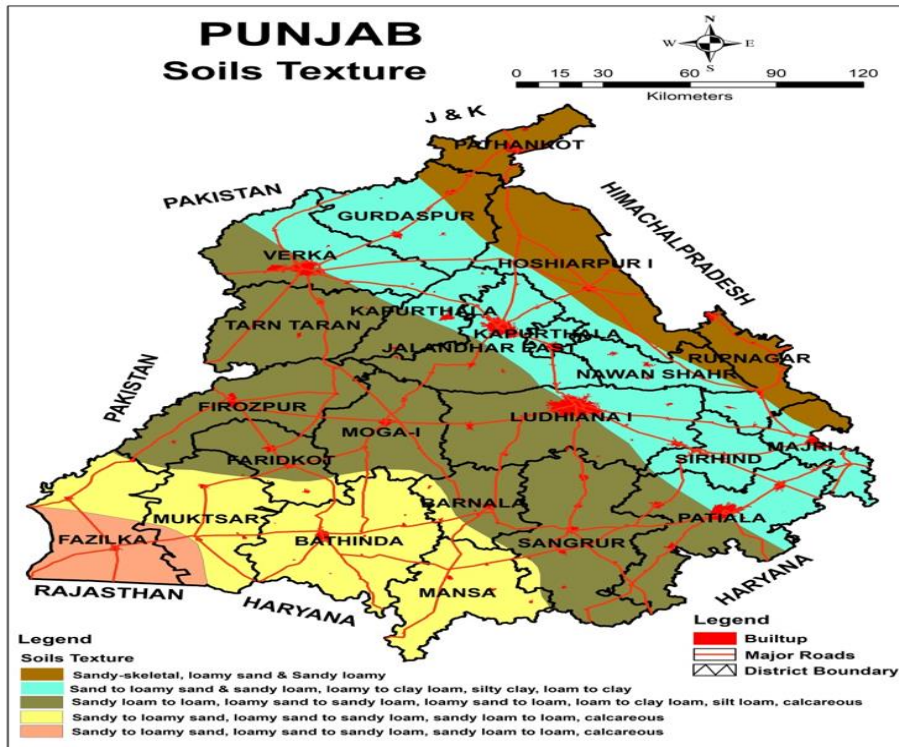 PUNJAB
Soils Texture
N
W E
S
0 15 30 60 90 120
Kilometers
J & K
PATHANKOT
PAKISTAN
HIMACHALPRADESH
GURDASPUR
VERKA
HOSHIARPUR I
KAPURTHALA
TARN TARAN
KAPURTHALA
JALANDHAR EAST
RUPNAGAR
NAWAN SHAHR
PAKISTAN
FIROZPUR
LUDHIANA I
MOGA-I
MAJRI
SIRHIND
FARIDKOT
BARNALA
MUKTSAR
PATIALA
FAZILKA
BATHINDA
SANGRUR
RAJASTHAN
HARYANA
MANSA
HARYANA
Legend
Soils Texture
Sandy-skeletal, loamy sand & Sandy loamy
Sand to loamy sand & sandy loam, loamy to clay loam, silty clay, loam to clay
Sandy loam to loam, loamy sand to sandy loam, loamy sand to loam, loam to clay loam, silt loam, calcareous
Sandy to loamy sand, loamy sand to sandy loam, sandy loam to loam, calcareous
Sandy to loamy sand, loamy sand to sandy loam, sandy loam to loam, calcareous
Legend
Builtup
Major Roads
District Boundary